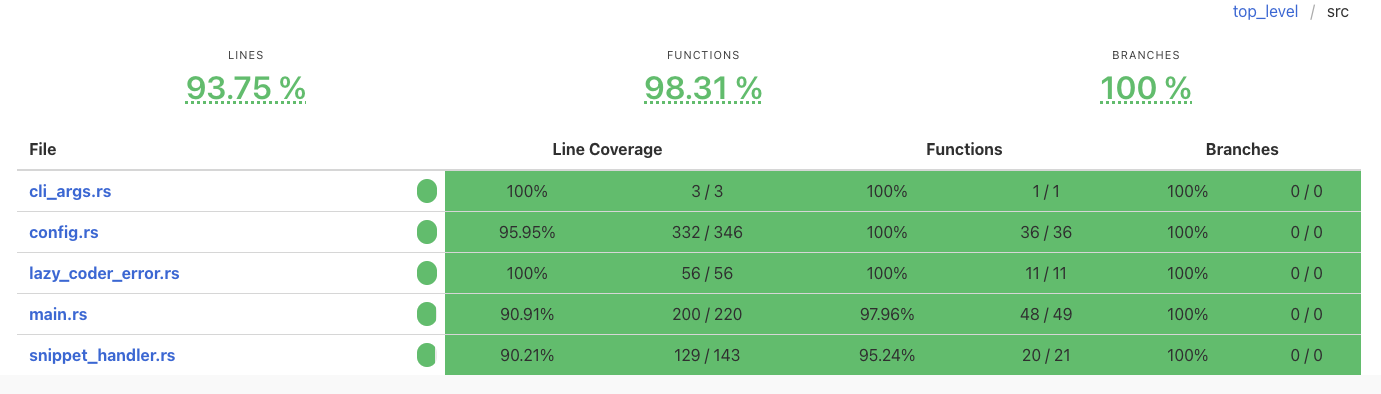 top_level / src
LINES FUNCTIONS BRANCHES
93.75 % 98.31 % 100 %
File Line Coverage Functions Branches
cli_args.rs 100% 3 / 3 100% 1 / 1 100% 0 / 0
config.rs 95.95% 332 / 346 100% 36 / 36 100% 0 / 0
lazy_coder_error.rs 100% 56 / 56 100% 11 / 11 100% 0 / 0
main.rs 90.91% 200 / 220 97.96% 48 / 49 100% 0 / 0
snippet_handler.rs 90.21% 129 / 143 95.24% 20 / 21 100% 0 / 0